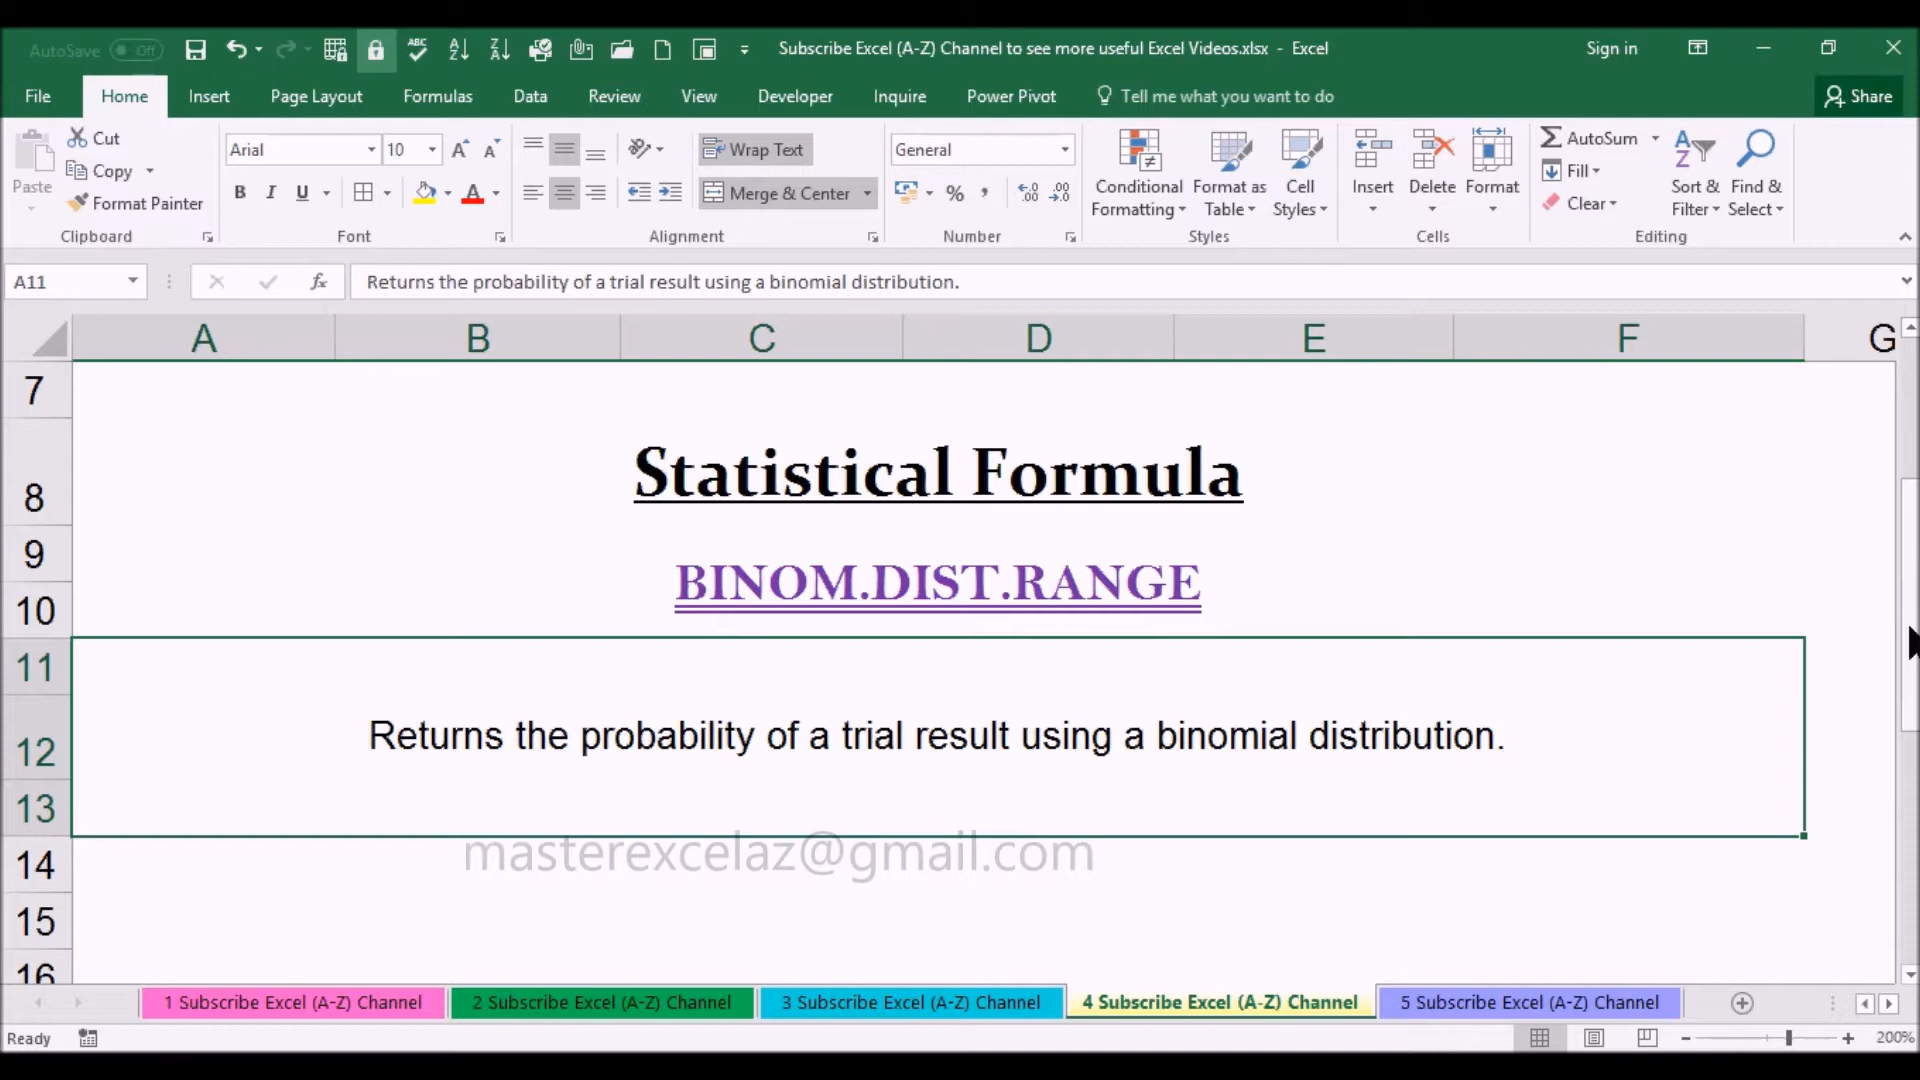 AutoSave Off
Subscribe Excel (A-Z) Channel to see more useful Excel Videos.xlsx - Excel
Sign in
File Home Insert Page Layout Formulas Data Review View Developer Inquire Power Pivot Tell me what you want to do Share
Paste
Cut
Copy
Format Painter
Clipboard
Arial 10
B I U A
Font
Wrap Text
Merge & Center
Alignment
General
%
Number
Conditional Formatting
Format as Table
Cell Styles
Styles
Insert Delete Format
Cells
AutoSum
Fill
Clear
Sort & Filter
Find & Select
Editing
A11 fx Returns the probability of a trial result using a binomial distribution.
A B C D E F G
7
8 Statistical Formula
9
10 BINOM.DIST.RANGE
11
12 Returns the probability of a trial result using a binomial distribution.
13
masterexcelaz@gmail.com
14
15
16
1 Subscribe Excel (A-Z) Channel 2 Subscribe Excel (A-Z) Channel 3 Subscribe Excel (A-Z) Channel 4 Subscribe Excel (A-Z) Channel 5 Subscribe Excel (A-Z) Channel
Ready 200%